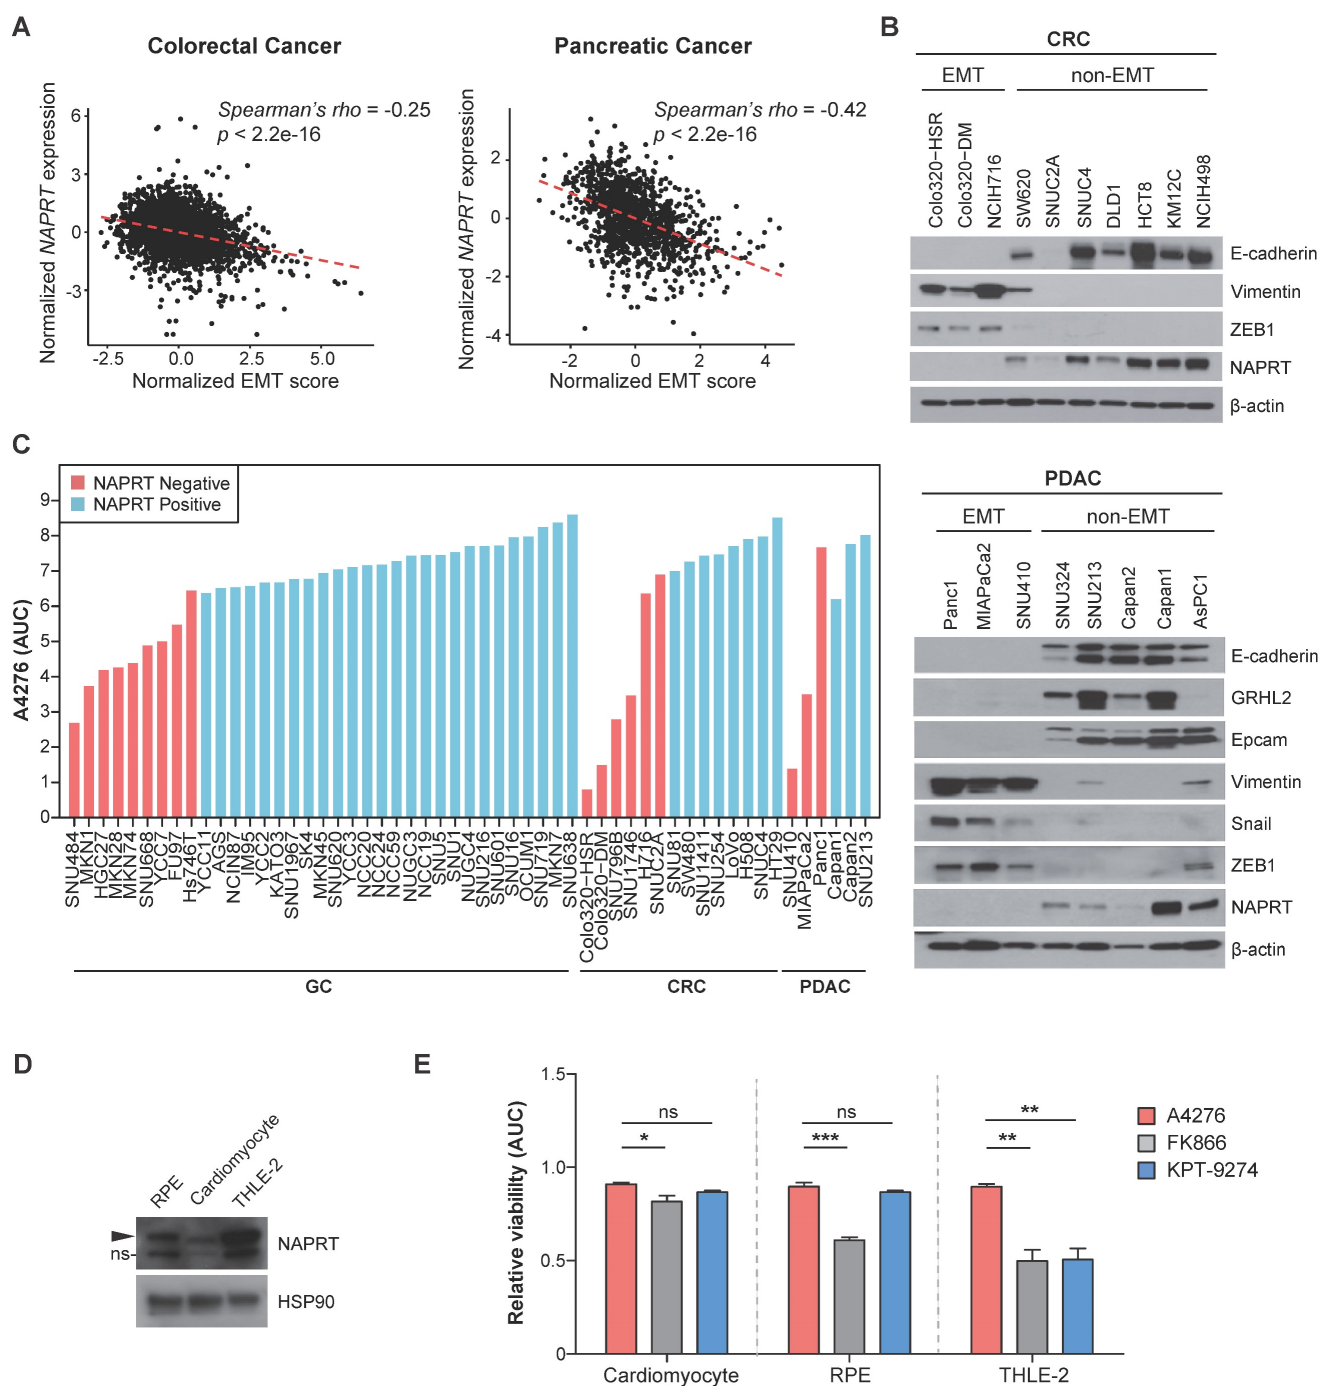 A
Colorectal Cancer
Spearman's rho = -0.25
p < 2.2e-16
Normalized NAPRT expression
6
3
0
-3
-2.5
0.0
2.5
5.0
Normalized EMT score
Pancreatic Cancer
Spearman's rho = -0.42
p < 2.2e-16
Normalized NAPRT expression
2
0
-2
-4
-2
0
2
4
Normalized EMT score
B
CRC
EMT
non-EMT
Colo320-HSR
Colo320-DM
NCIH716
SW620
SNUC2A
SNUC4
DLD1
HCT8
KM12C
NCIH498
E-cadherin
Vimentin
ZEB1
NAPRT
β-actin
PDAC
EMT
non-EMT
Panc1
MIAPaCa2
SNU410
SNU324
SNU213
Capan2
Capan1
AsPC1
E-cadherin
GRHL2
Epcam
Vimentin
Snail
ZEB1
NAPRT
β-actin
C
NAPRT Negative
NAPRT Positive
A4276 (AUC)
9
8
7
6
5
4
3
2
1
0
SNU484
MKN1
HGC27
MKN28
MKN74
SNU668
YCC7
FU97
Hs746T
YCC11
AGS
NCIN87
IM95
YCC2
KATO3
SNU1967
SK4
MKN45
SNU620
YCC3
NCC20
NCC24
NCC59
NUGC3
NCC19
SNU5
SNU1
NUGC4
SNU216
SNU601
SNU16
OCUM1
SNU719
MKN7
SNU638
Colo320-HSR
Colo320-DM
SNU796B
SNU1746
H716
SNUC2A
SNU81
SW480
SNU1411
SNU254
LoVo
H508
SNUC4
HT29
SNU410
MIAPaCa2
Panc1
Capan1
Capan2
SNU213
GC
CRC
PDAC
D
RPE
Cardiomyocyte
THLE-2
ns-
NAPRT
HSP90
E
Relative viability (AUC)
1.5
1.0
0.5
0
ns
*
ns
***
**
**
Cardiomyocyte
RPE
THLE-2
A4276
FK866
KPT-9274